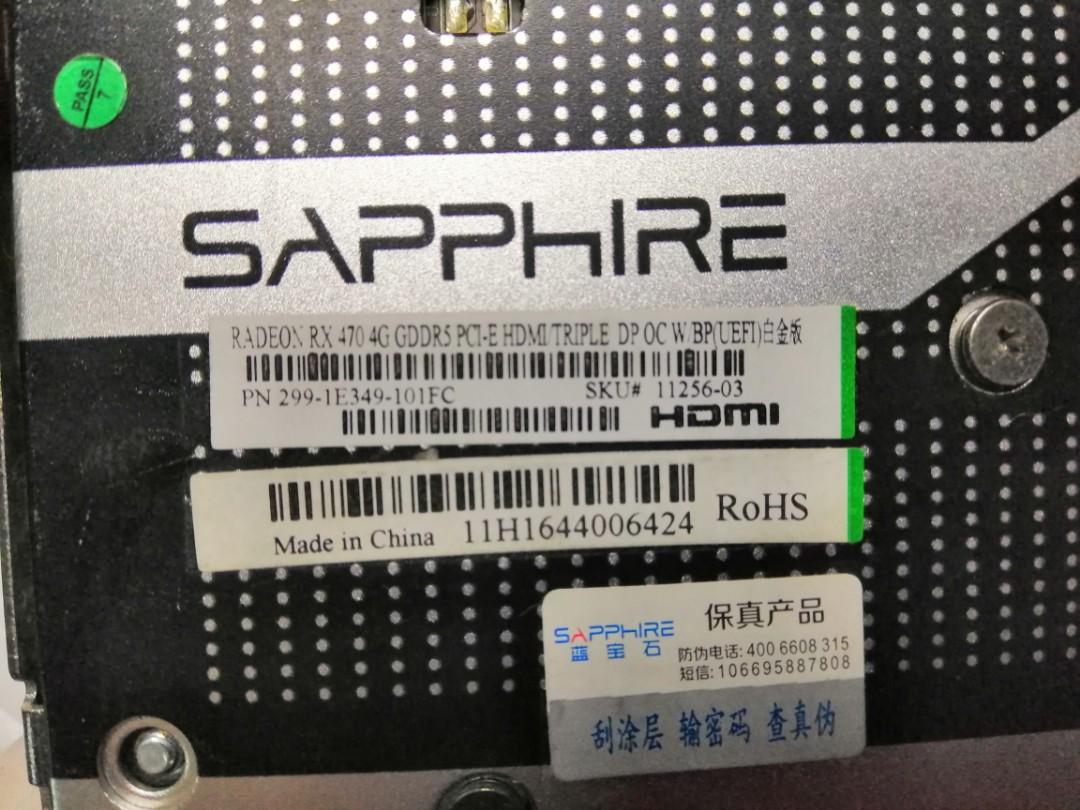 PASS
7
SAPPHIRE
RADEON RX 470 4G GDDR5 PCI-E HDMI/TRIPLE DP OC W/BP(UEFI)白金版
PN 299-1E349-101FC
SKU# 11256-03
HDMI
Made in China
11H1644006424
RoHS
SAPPHIRE
蓝宝石
保真产品
防伪电话: 400 6608 315
短信: 106695887808
刮涂层 输密码 查真伪